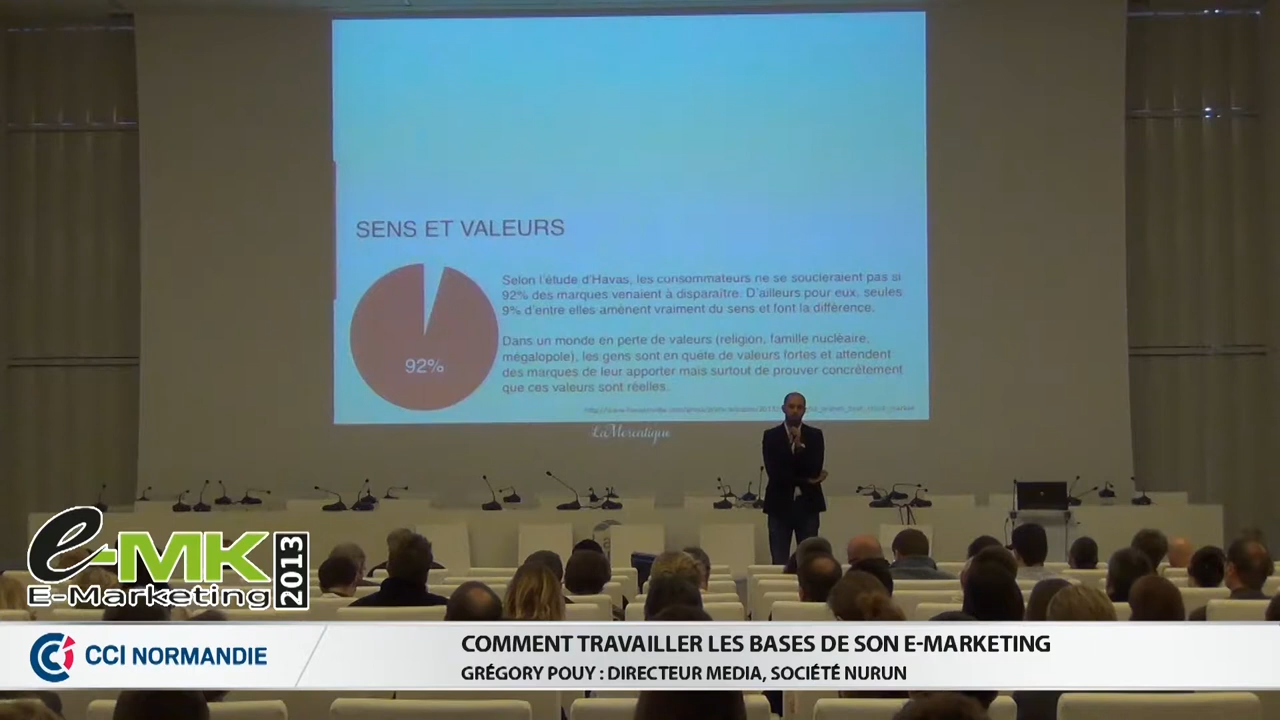 SENS ET VALEURS
Selon l'étude d'Havas, les consommateurs ne se soucieraient pas si
92% des marques venaient à disparaître. D'ailleurs pour eux, seules
9% d'entre elles amènent vraiment du sens et font la différence.
92%
Dans un monde en perte de valeurs (religion, famille nucléaire,
mégalopole), les gens sont en quête de valeurs fortes et attendent
des marques de leur apporter mais surtout de prouver concrètement
que ces valeurs sont réelles.
e-MK
E-Marketing
2013
CCI NORMANDIE
COMMENT TRAVAILLER LES BASES DE SON E-MARKETING
GRÉGORY POUY : DIRECTEUR MEDIA, SOCIÉTÉ NURUN